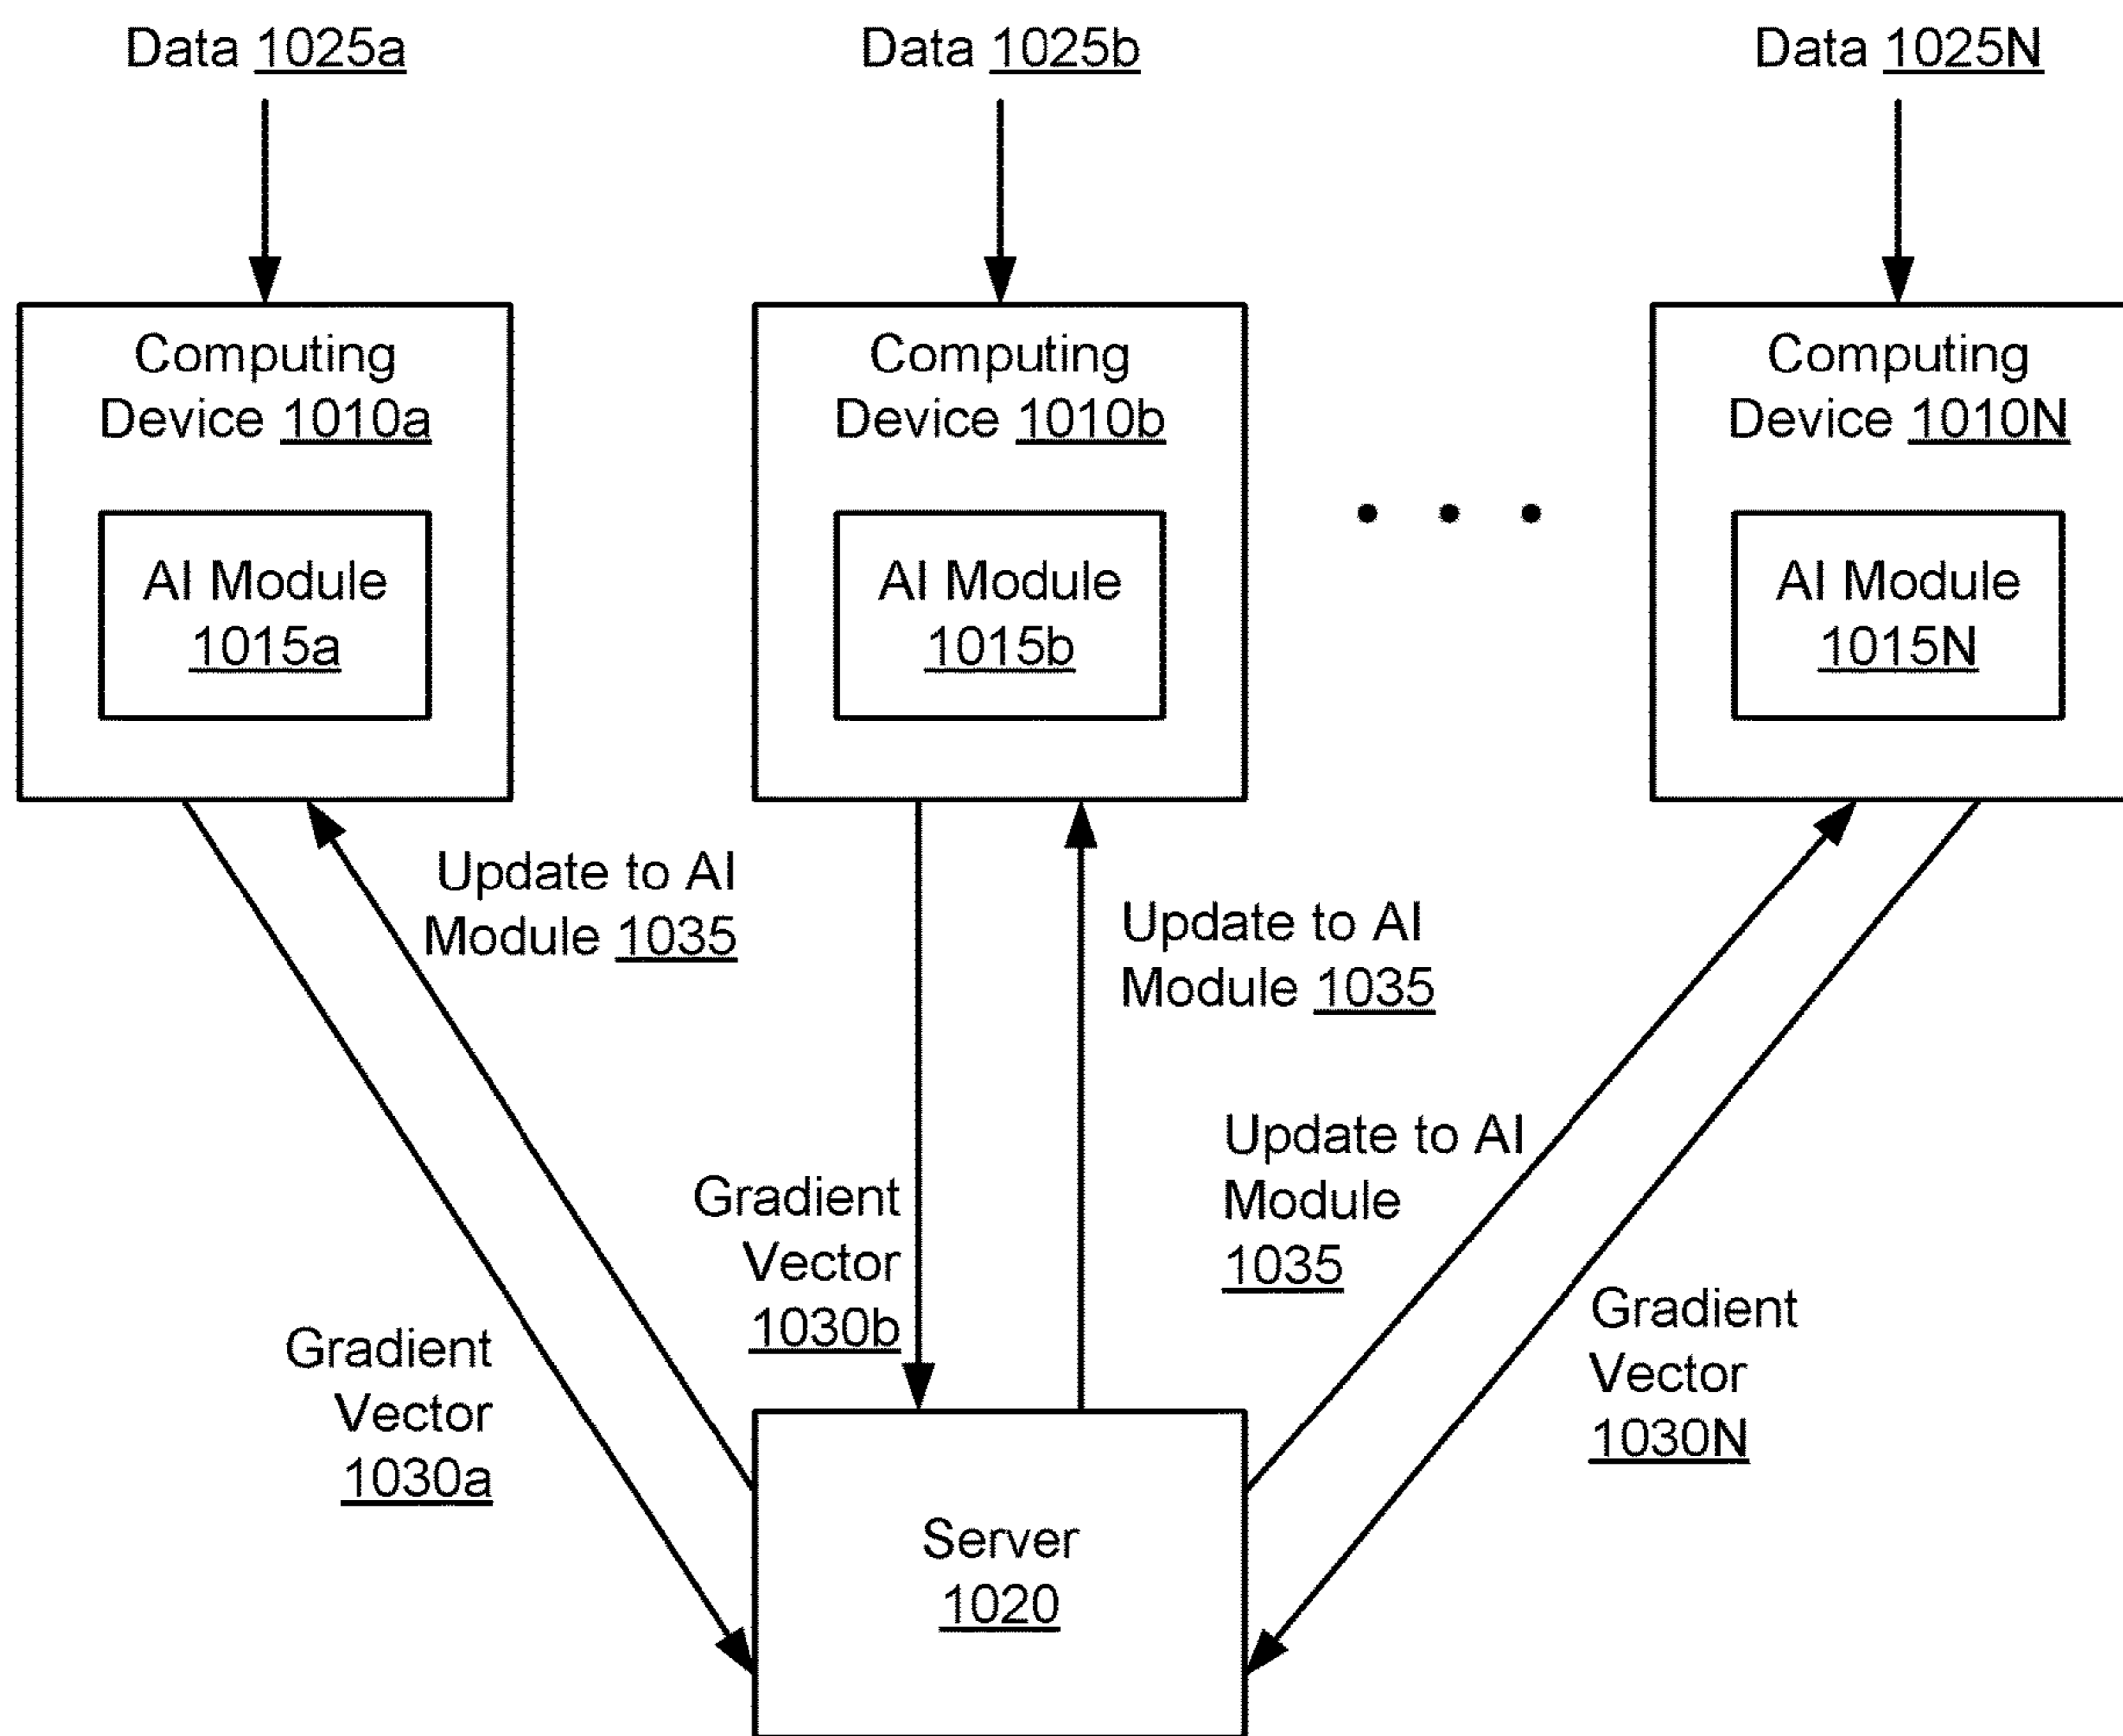 Data 1025a
Data 1025b
Data 1025N
Computing
Device 1010a
AI Module
1015a
Computing
Device 1010b
AI Module
1015b
Computing
Device 1010N
AI Module
1015N
Update to AI
Module 1035
Update to AI
Module 1035
Update to AI
Module
1035
Gradient
Vector
1030a
Gradient
Vector
1030b
Gradient
Vector
1030N
Server
1020